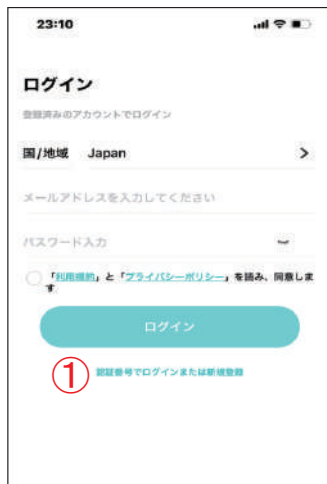 23:10
ログイン
登録済みのアカウントでログイン
国/地域 Japan >
メールアドレスを入力してください
パスワード入力
「利用規約」と「プライバシーポリシー」を読み、同意しま
す
ログイン
① 認証番号でログインまたは新規登録